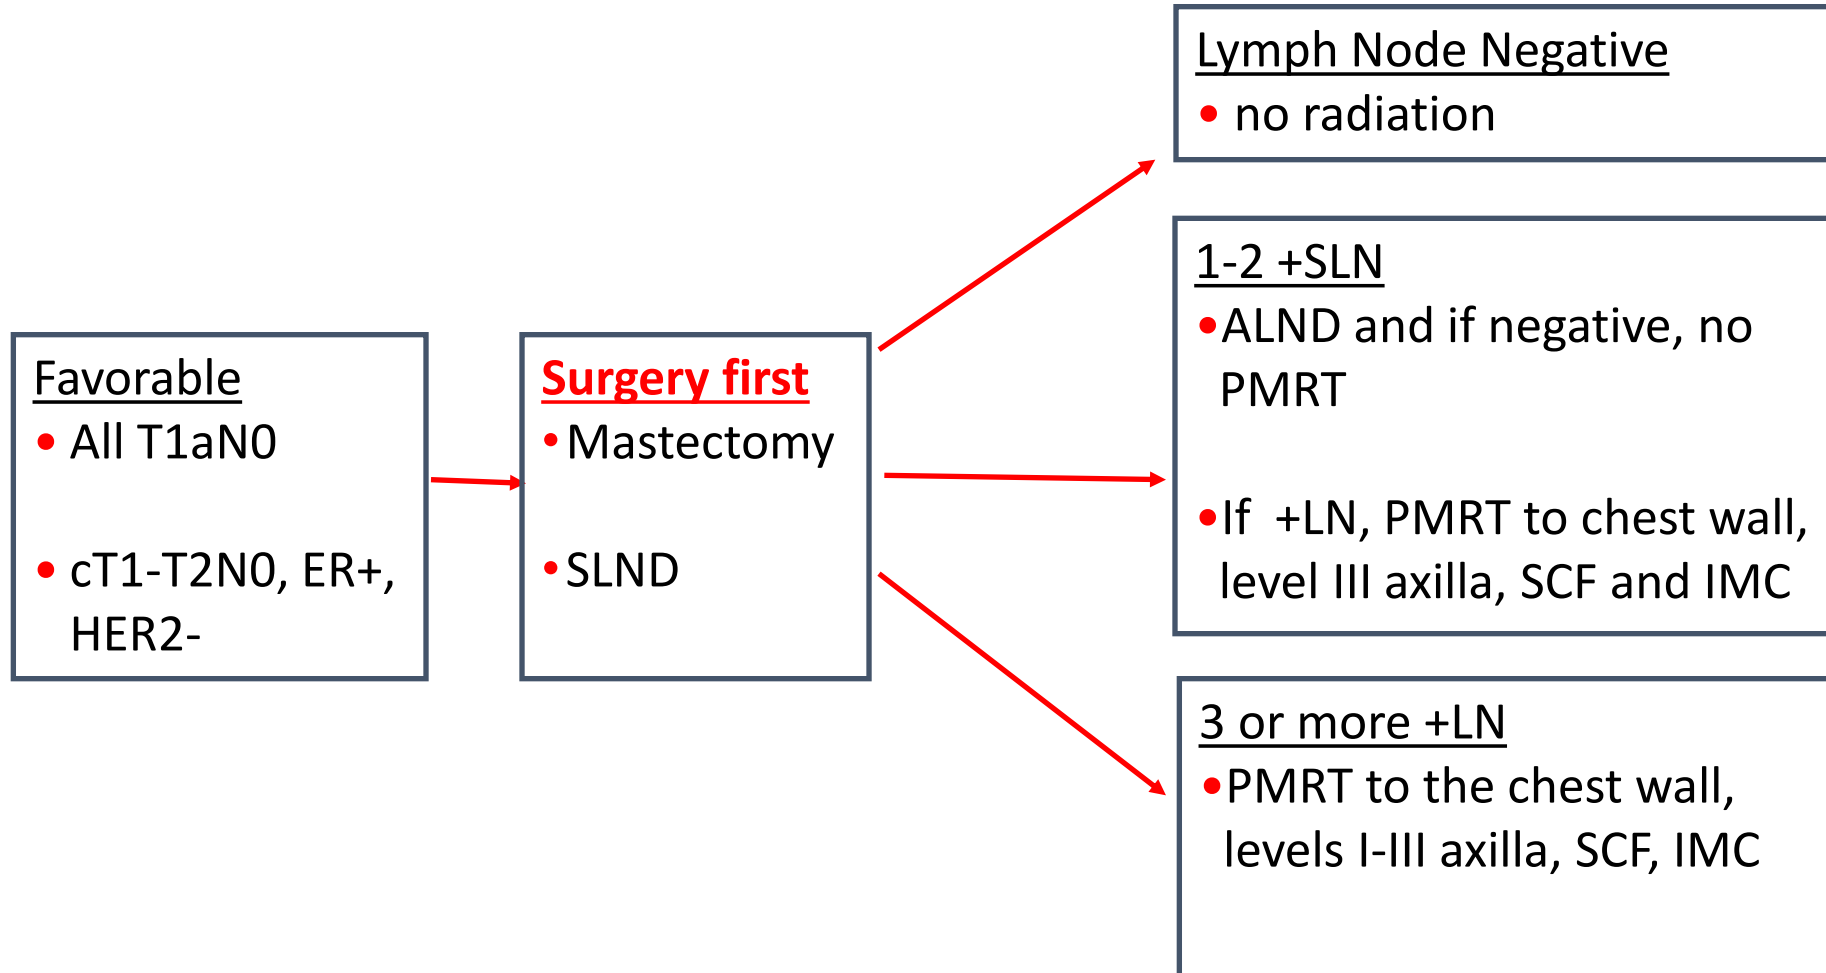 Favorable
• All T1aN0
• cT1-T2N0, ER+,
HER2-
Surgery first
• Mastectomy
• SLND
Lymph Node Negative
• no radiation
1-2 +SLN
• ALND and if negative, no
PMRT
• If +LN, PMRT to chest wall,
level III axilla, SCF and IMC
3 or more +LN
• PMRT to the chest wall,
levels I-III axilla, SCF, IMC